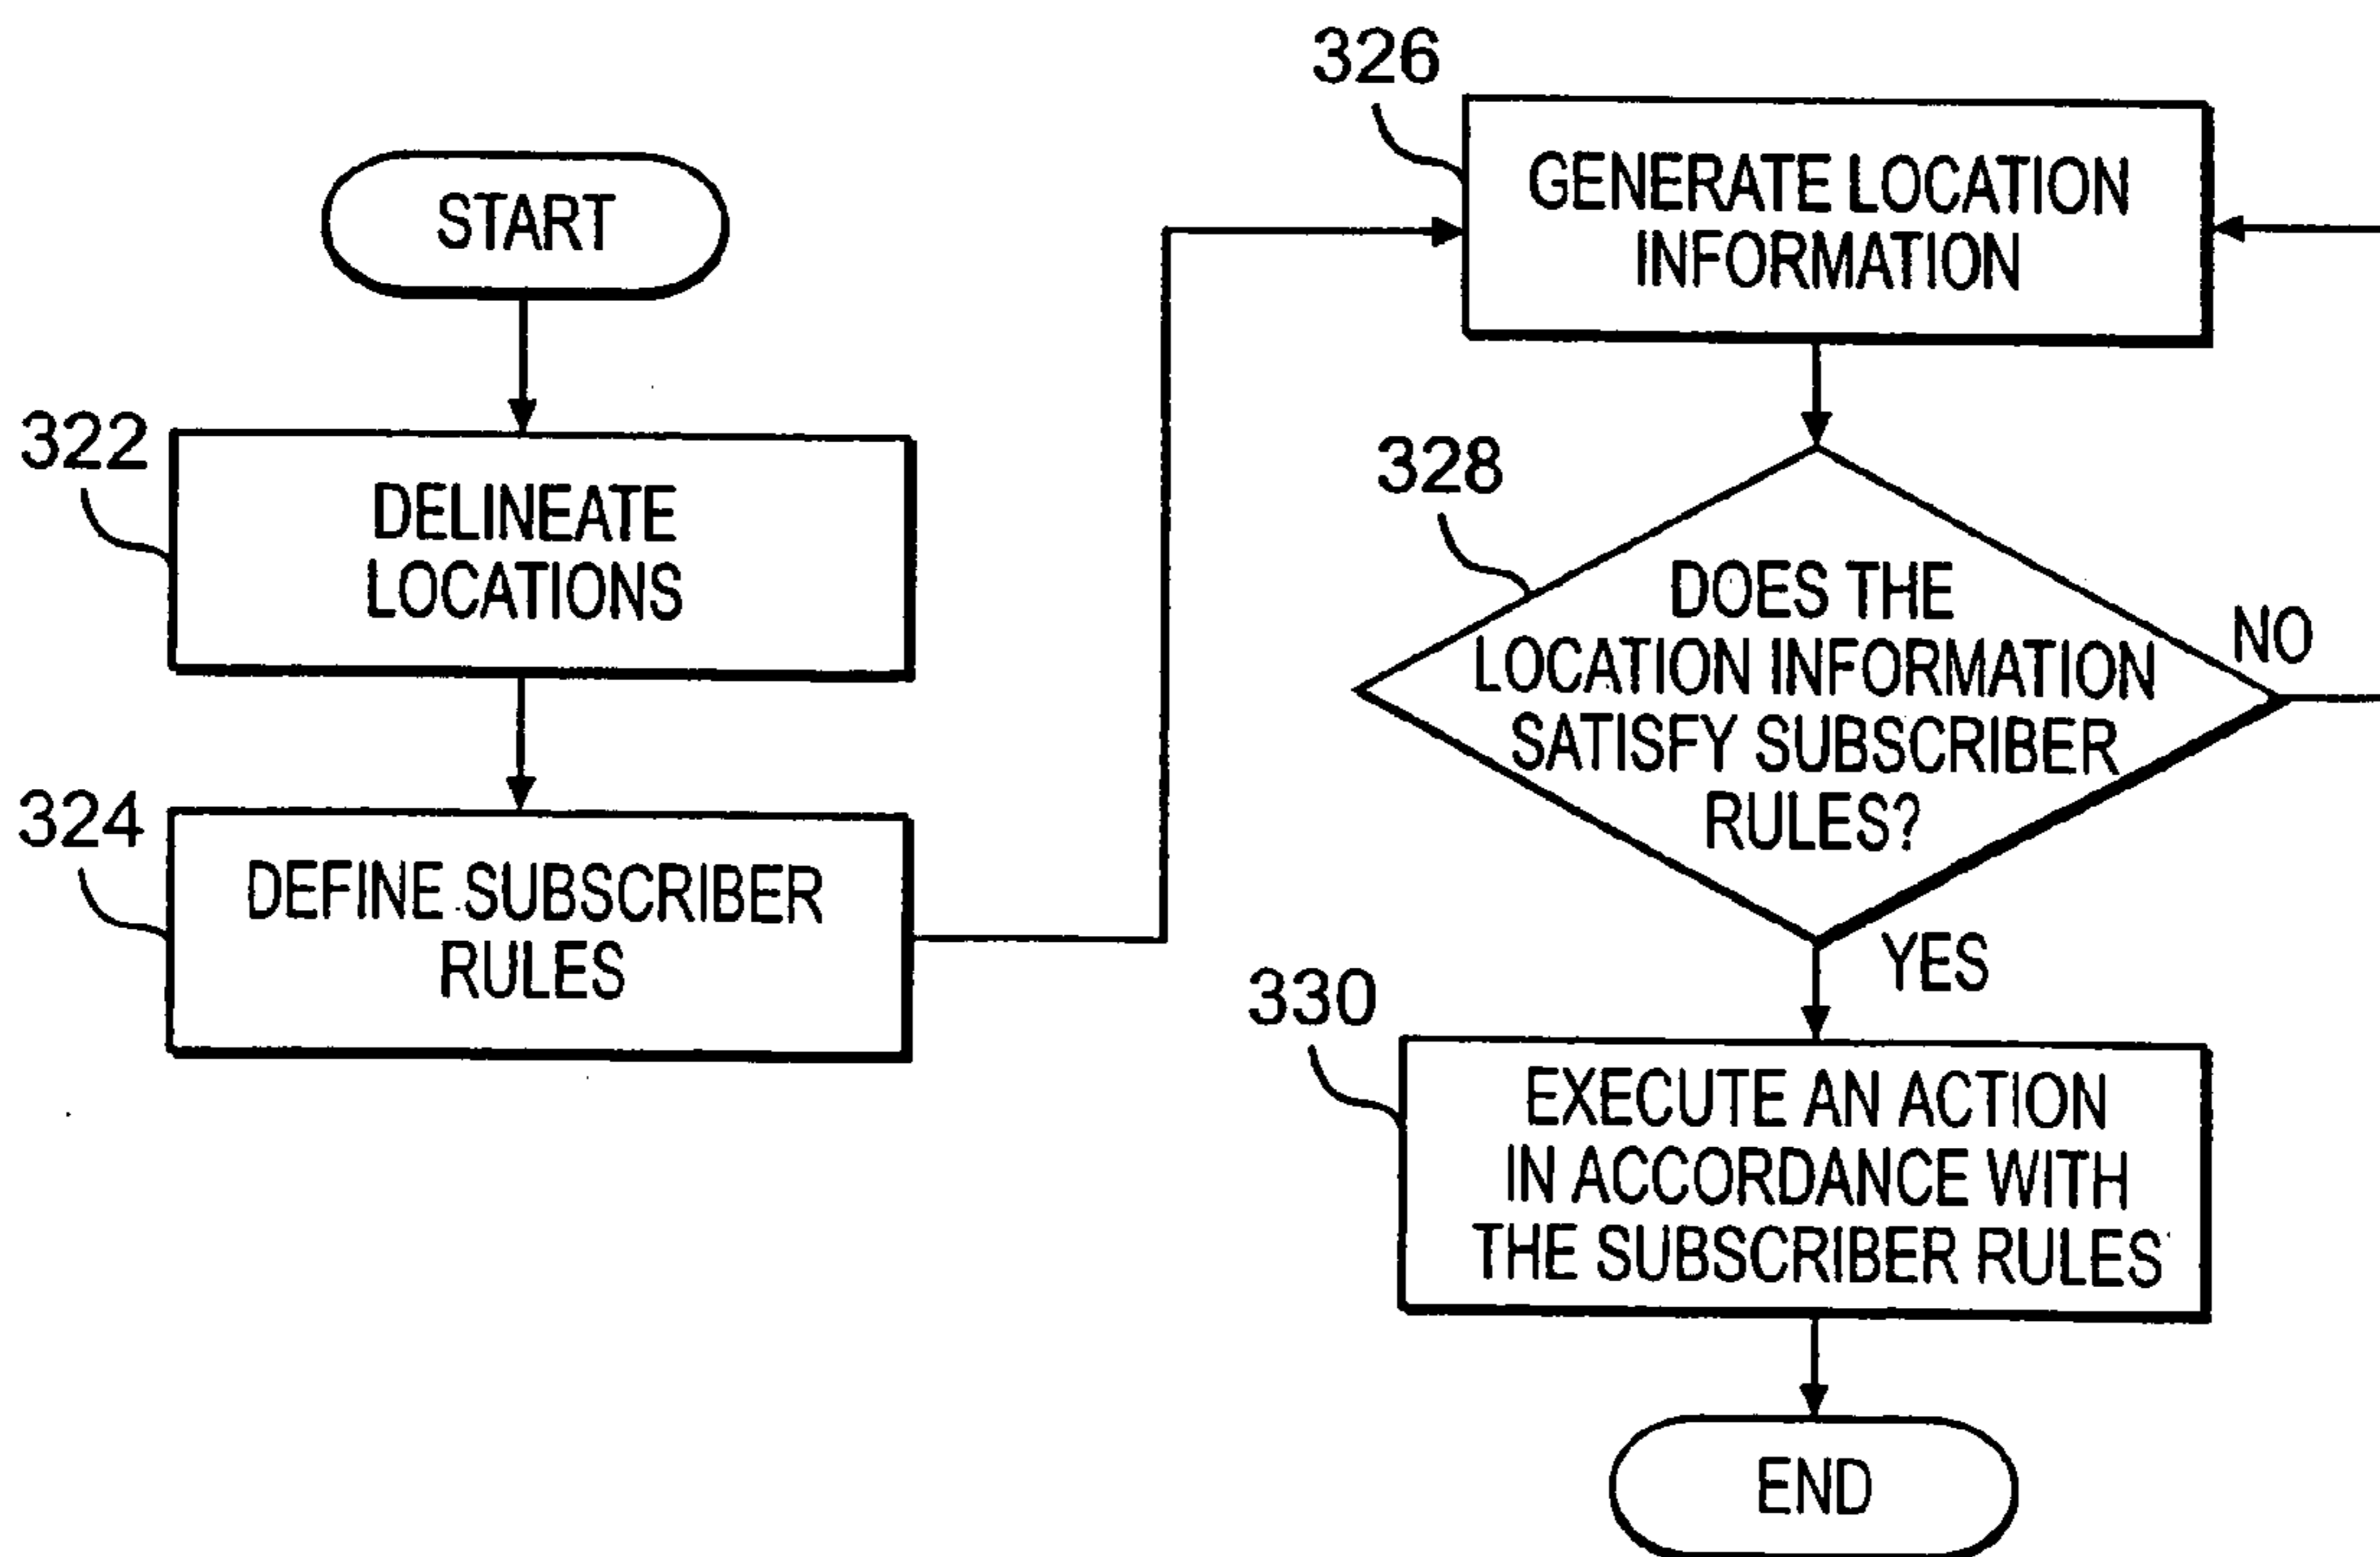 START
322
DELINEATE
LOCATIONS
324
DEFINE SUBSCRIBER
RULES
326
GENERATE LOCATION
INFORMATION
328
DOES THE
LOCATION INFORMATION
SATISFY SUBSCRIBER
RULES?
NO
YES
330
EXECUTE AN ACTION
IN ACCORDANCE WITH
THE SUBSCRIBER RULES
END